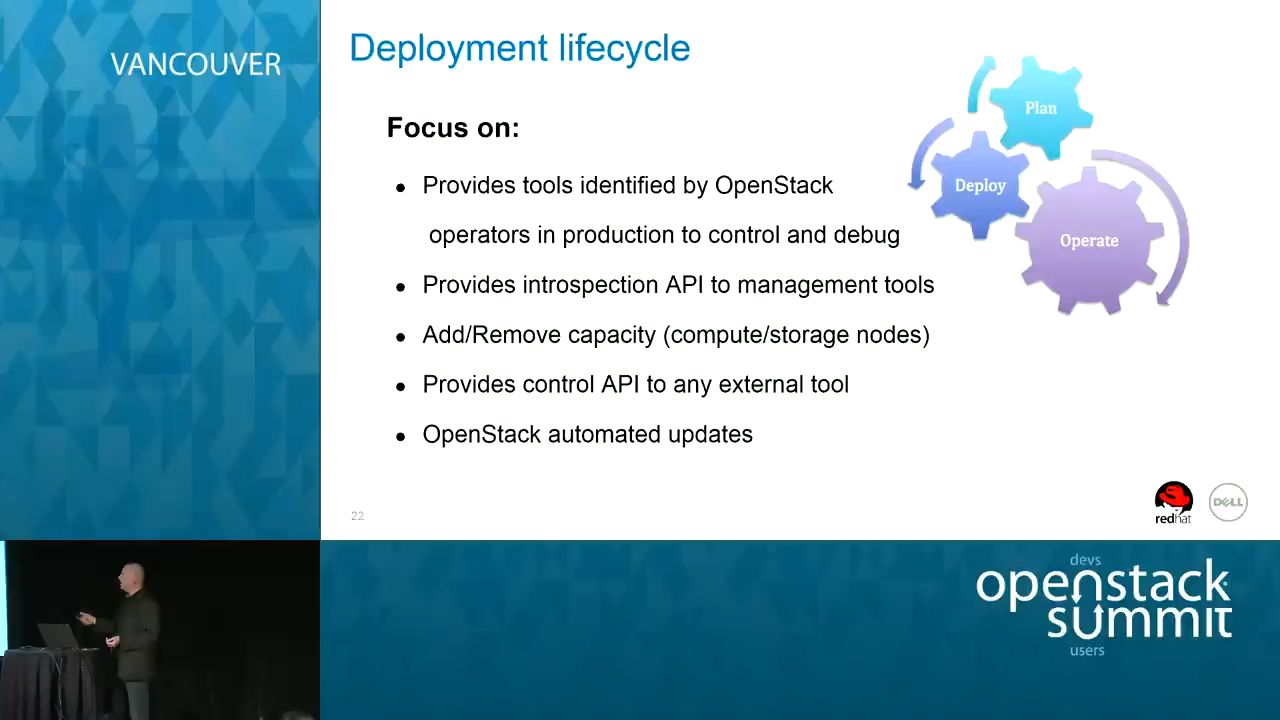 VANCOUVER
Deployment lifecycle
Focus on:
● Provides tools identified by OpenStack
operators in production to control and debug
● Provides introspection API to management tools
● Add/Remove capacity (compute/storage nodes)
● Provides control API to any external tool
● OpenStack automated updates
Plan
Deploy
Operate
22
redhat
DELL
devs
openstack
summit
users